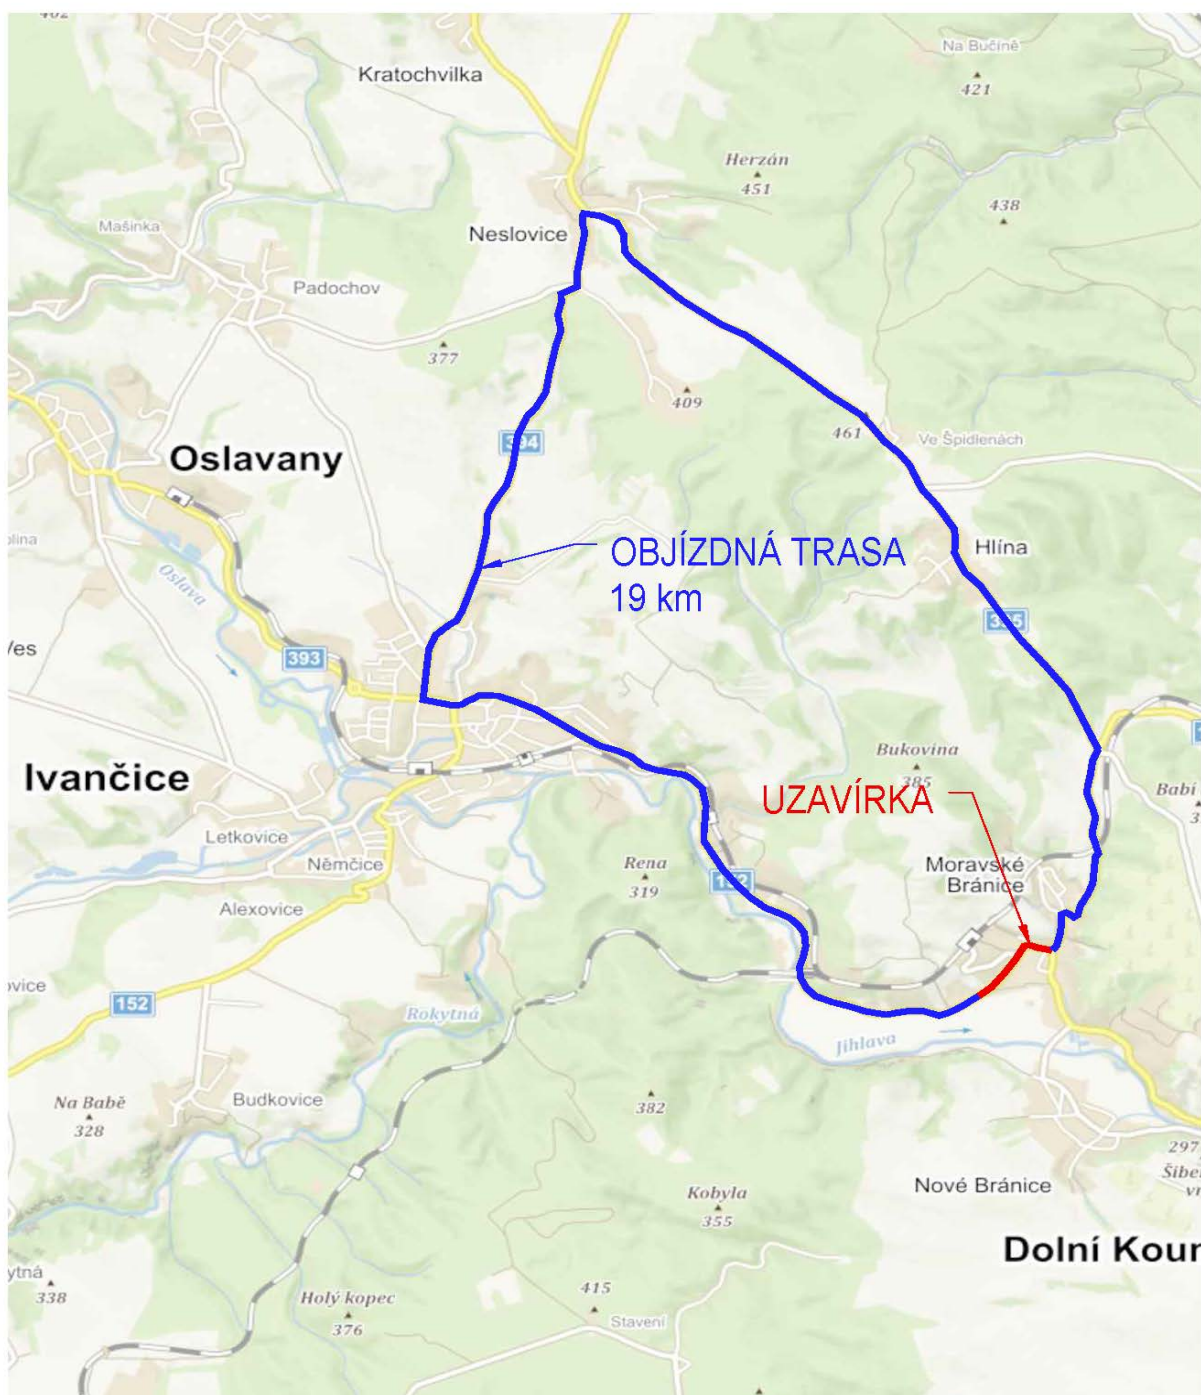 Na Bučíně
421
Kratochvilka
Herzán
451
438
Mašinka
Neslovice
Padochov
377
409
461
Ve Špidlenách
394
Oslavany
OBJÍZDNÁ TRASA
19 km
Hlína
Oslava
395
393
Ivančice
Bukovina
385
UZAVÍRKA
Babí
Letkovice
Němčice
Rena
319
152
Moravské
Bránice
Alexovice
152
Rokytná
Jihlava
Na Babě
328
Budkovice
382
297
Nové Bránice
Kobyla
355
Dolní Kour
338
Holý kopec
376
415
Stavení